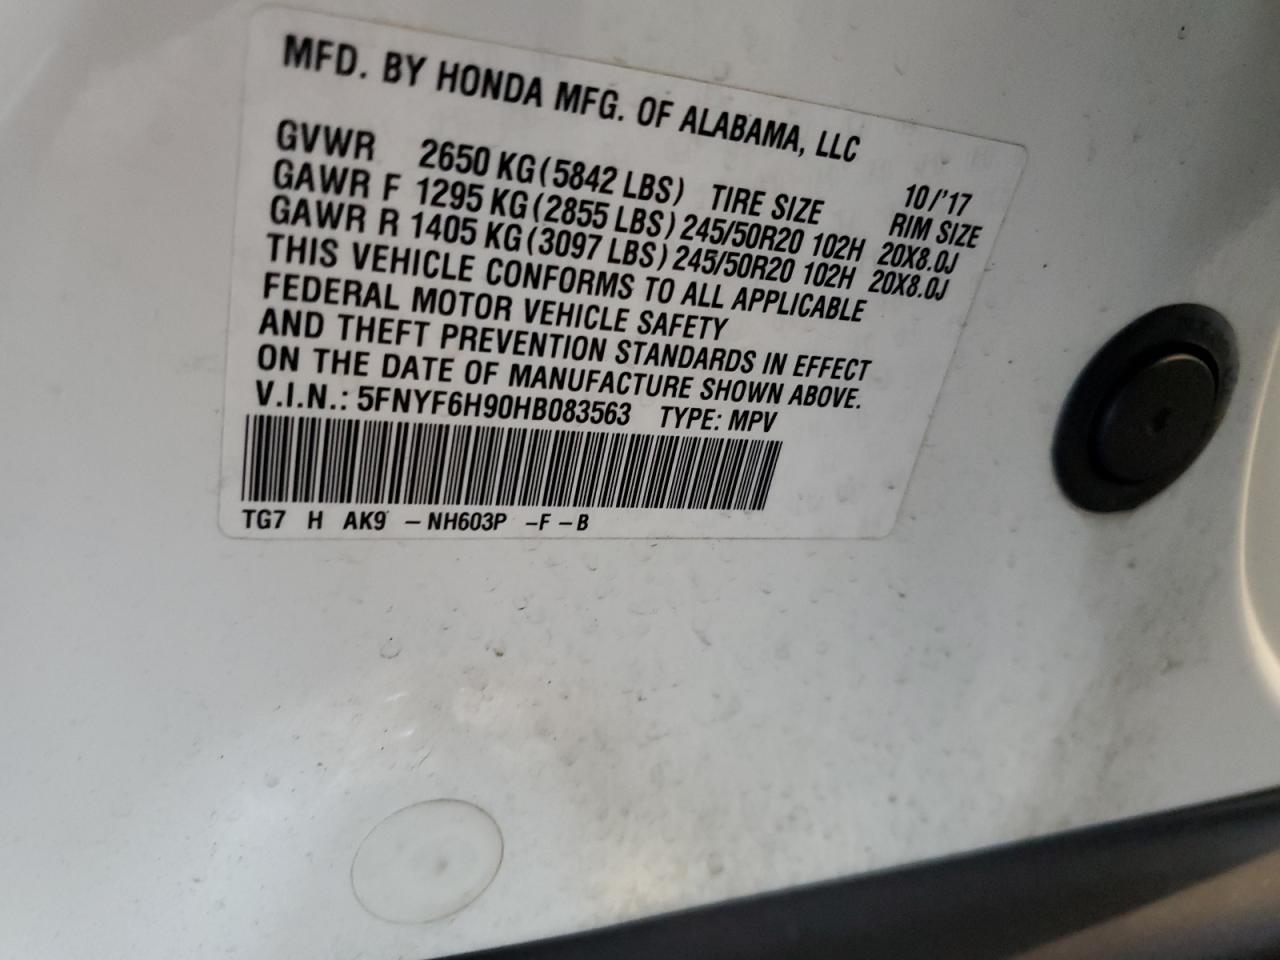 MFD. BY HONDA MFG. OF ALABAMA, LLC
10/'17
GVWR 2650 KG (5842 LBS) TIRE SIZE RIM SIZE
GAWR F 1295 KG (2855 LBS) 245/50R20 102H 20X8.0J
GAWR R 1405 KG (3097 LBS) 245/50R20 102H 20X8.0J
THIS VEHICLE CONFORMS TO ALL APPLICABLE
FEDERAL MOTOR VEHICLE SAFETY
AND THEFT PREVENTION STANDARDS IN EFFECT
ON THE DATE OF MANUFACTURE SHOWN ABOVE.
V.I.N.: 5FNYF6H90HB083563 TYPE: MPV
TG7 H AK9 – NH603P -F – B